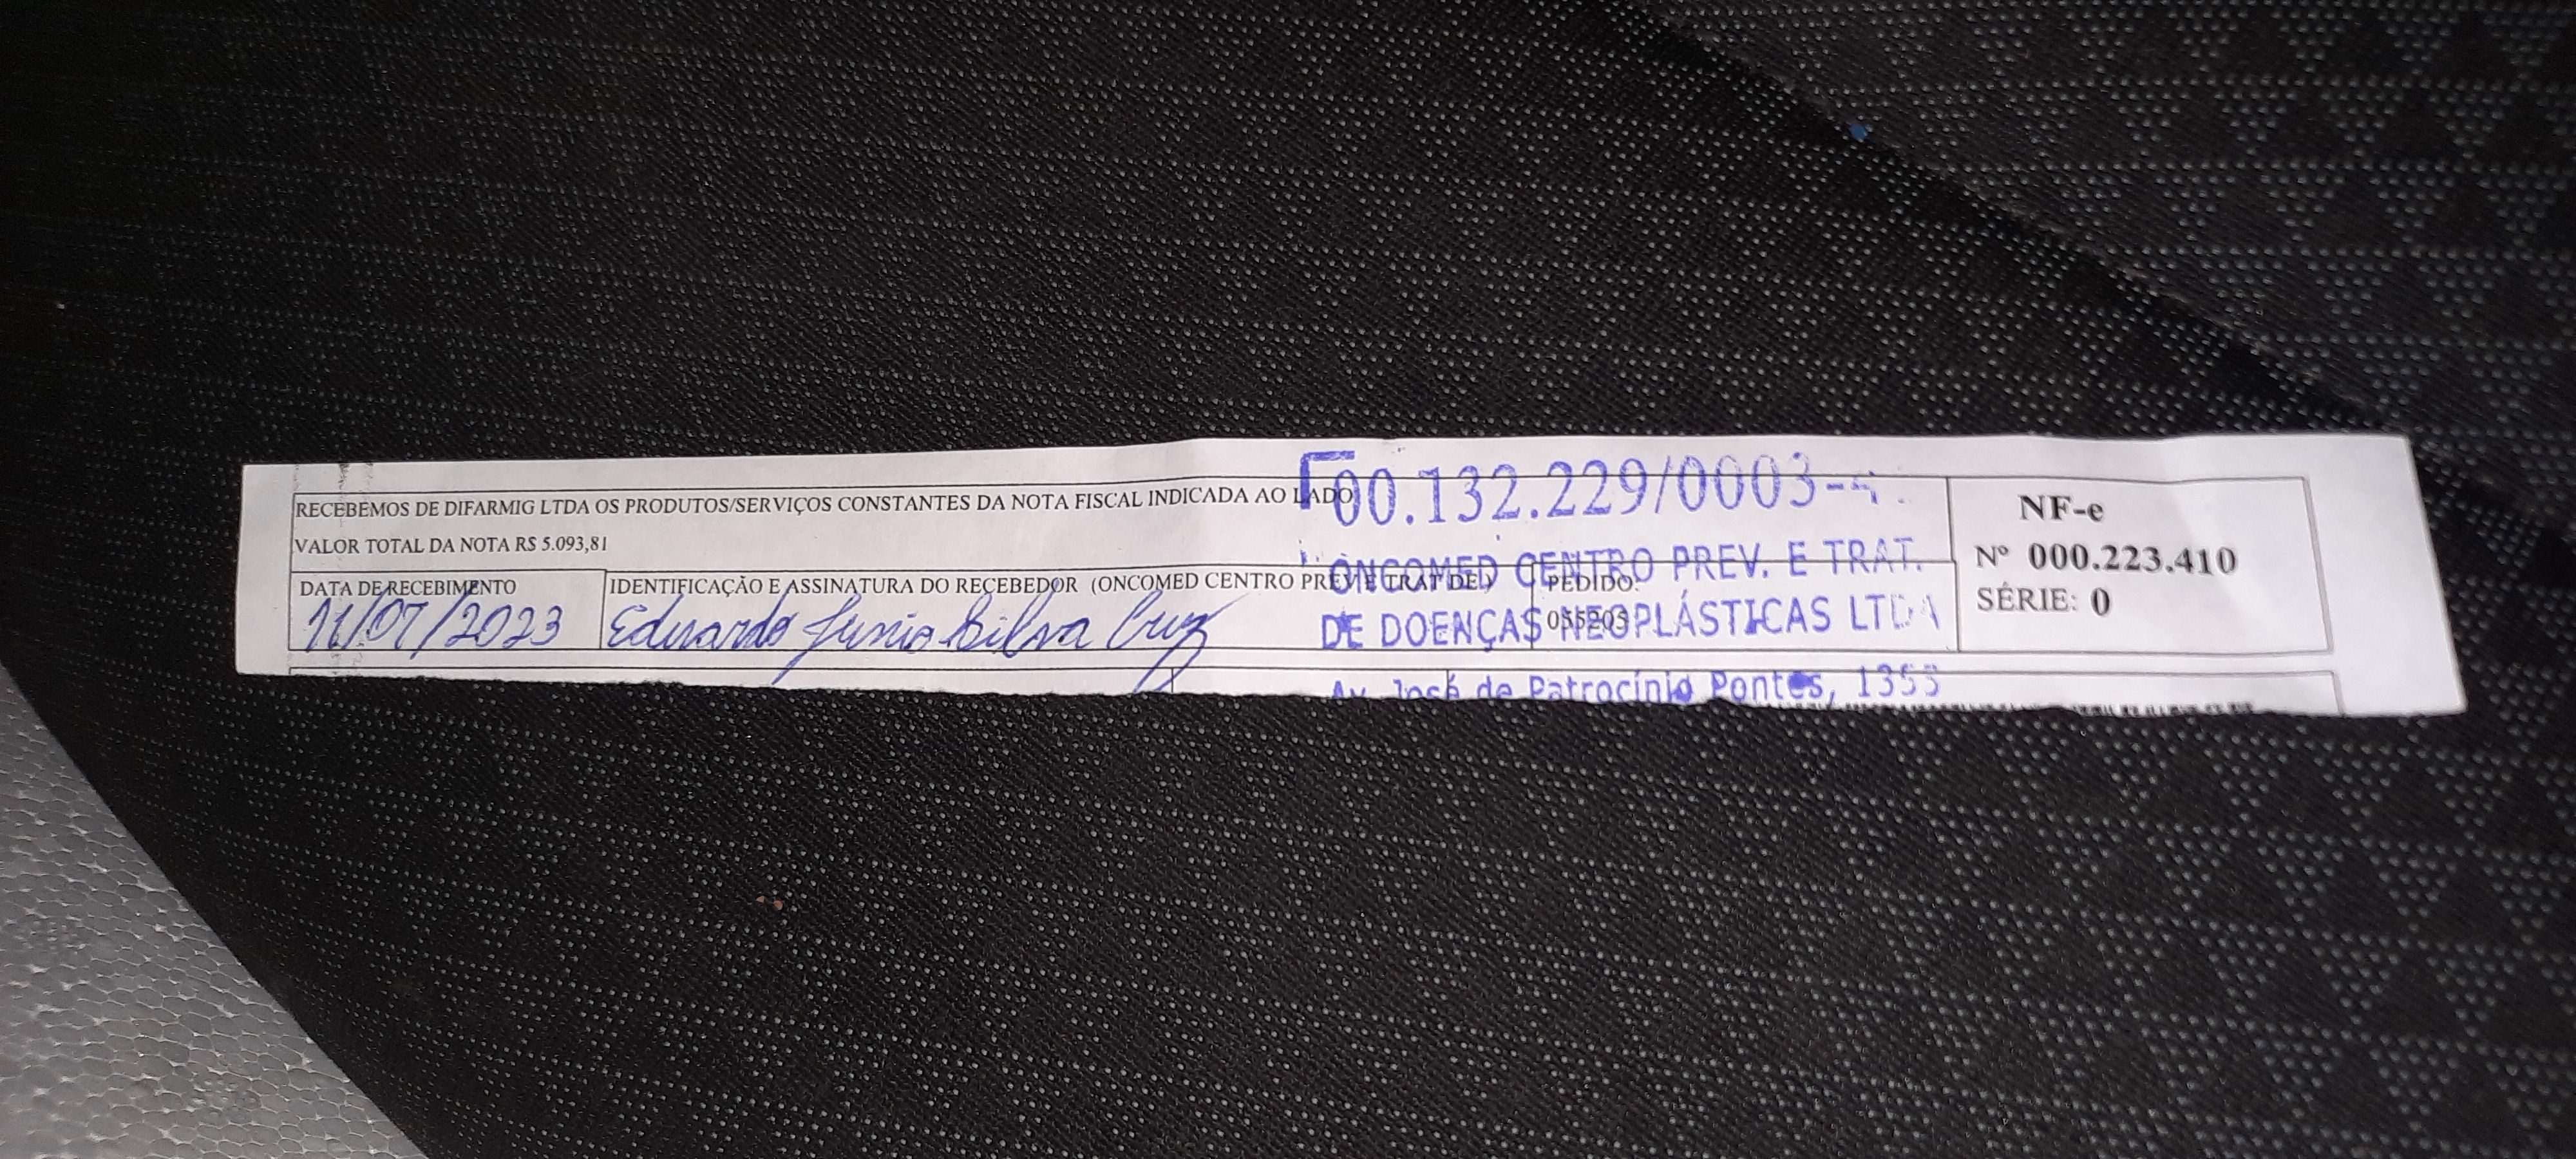 RECEBEMOS DE DIFARMIG LTDA OS PRODUTOS/SERVIÇOS CONSTANTES DA NOTA FISCAL INDICADA AO LADO
VALOR TOTAL DA NOTA R$ 5.093,81
DATA DE RECEBIMENTO
11/07/2023
IDENTIFICAÇÃO E ASSINATURA DO RECEBEDOR (ONCOMED CENTRO PREV E TRAT DE)
Eduardo Junio Silva Cruz
PEDIDO:
00.132.229/0003-
ONCOMED CENTRO PREV. E TRAT.
DE DOENÇAS NEOPLÁSTICAS LTDA
Av. José de Patrocínio Pontes, 1355
NF-e
Nº 000.223.410
SÉRIE: 0